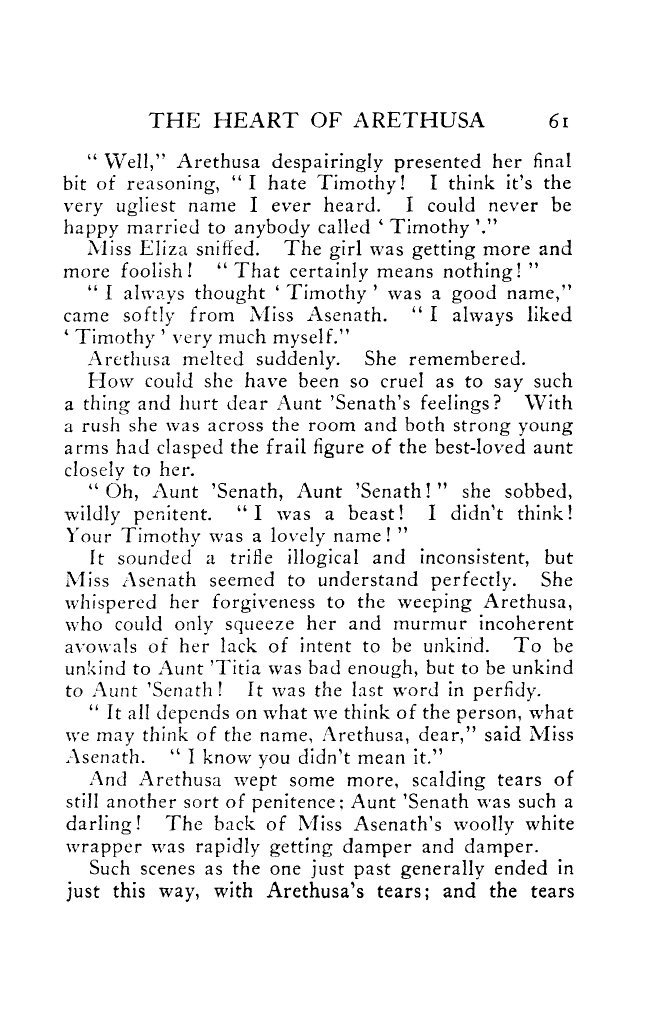 THE HEART OF ARETHUSA 61
“ Well,” Arethusa despairingly presented her final
bit of reasoning, “ I hate Timothy! I think it's the
very ugliest name I ever heard. I could never be
happy married to anybody called ‘ Timothy ’.”
Miss Eliza sniffed. The girl was getting more and
more foolish! “ That certainly means nothing! ”
“ I always thought ‘ Timothy ’ was a good name,”
came softly from Miss Asenath. “ I always liked
‘ Timothy ’ very much myself.”
Arethusa melted suddenly. She remembered.
How could she have been so cruel as to say such
a thing and hurt dear Aunt 'Senath's feelings? With
a rush she was across the room and both strong young
arms had clasped the frail figure of the best-loved aunt
closely to her.
“ Oh, Aunt 'Senath, Aunt 'Senath! ” she sobbed,
wildly penitent. “ I was a beast! I didn't think!
Your Timothy was a lovely name! ”
It sounded a trifle illogical and inconsistent, but
Miss Asenath seemed to understand perfectly. She
whispered her forgiveness to the weeping Arethusa,
who could only squeeze her and murmur incoherent
avowals of her lack of intent to be unkind. To be
unkind to Aunt 'Titia was bad enough, but to be unkind
to Aunt 'Senath! It was the last word in perfidy.
“ It all depends on what we think of the person, what
we may think of the name, Arethusa, dear,” said Miss
Asenath. “ I know you didn't mean it.”
And Arethusa wept some more, scalding tears of
still another sort of penitence; Aunt 'Senath was such a
darling! The back of Miss Asenath's woolly white
wrapper was rapidly getting damper and damper.
Such scenes as the one just past generally ended in
just this way, with Arethusa's tears; and the tears